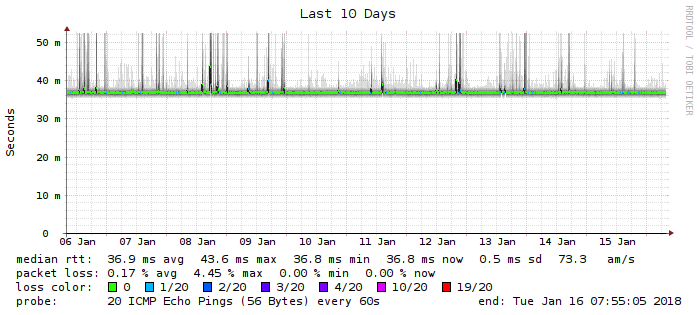 Last 10 Days
RRDTOOL / TOBI OETIKER
Seconds
50 m
40 m
30 m
20 m
10 m
0
06 Jan 07 Jan 08 Jan 09 Jan 10 Jan 11 Jan 12 Jan 13 Jan 14 Jan 15 Jan
median rtt: 36.9 ms avg 43.6 ms max 36.8 ms min 36.8 ms now 0.5 ms sd 73.3 am/s
packet loss: 0.17 % avg 4.45 % max 0.00 % min 0.00 % now
loss color: 0 1/20 2/20 3/20 4/20 10/20 19/20
probe: 20 ICMP Echo Pings (56 Bytes) every 60s end: Tue Jan 16 07:55:05 2018